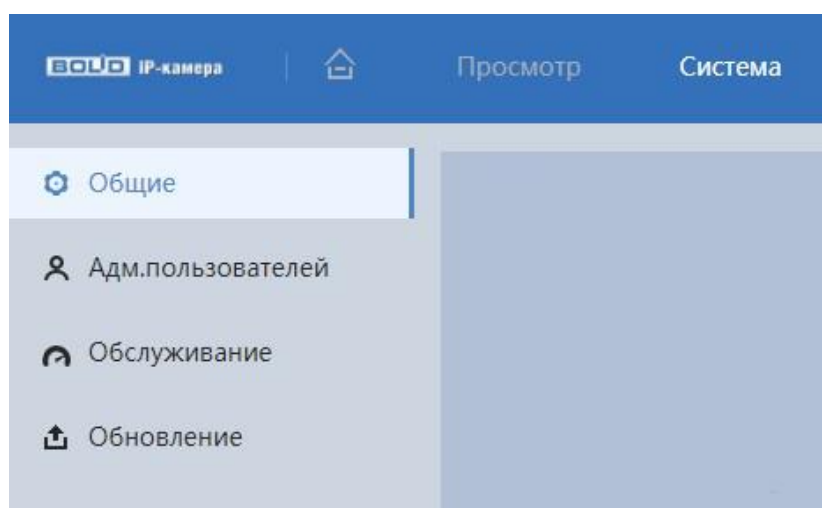 BOLID IP-камера
Просмотр
Система
Общие
Адм.пользователей
Обслуживание
Обновление